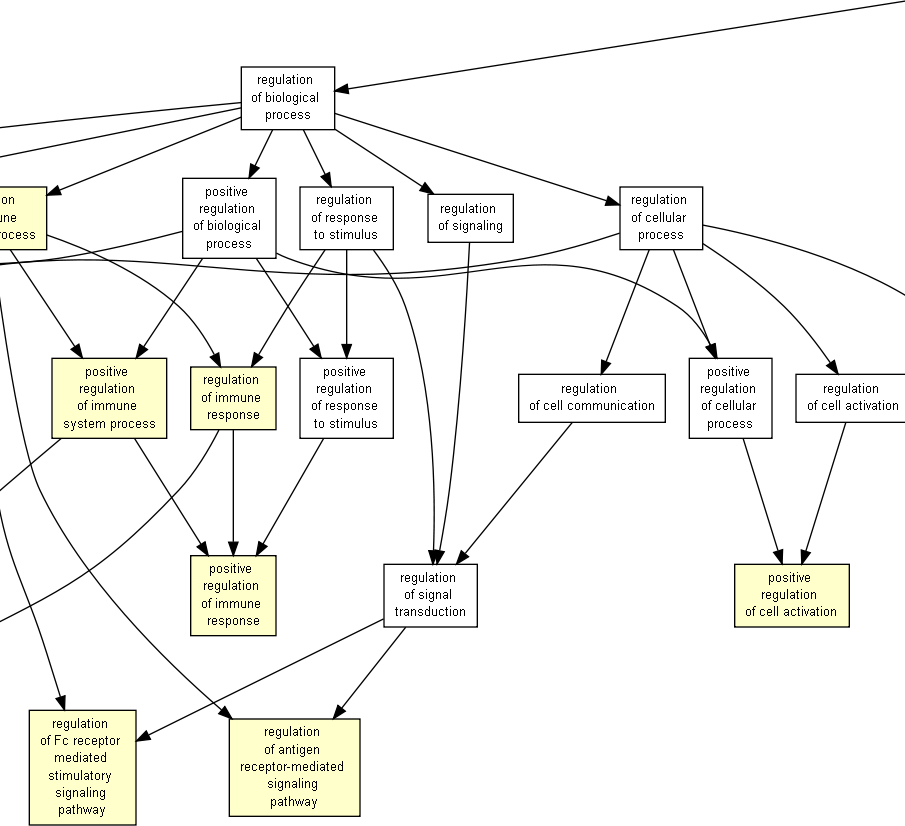 regulation
of biological
process
on
une
rocess
positive
regulation
of biological
process
regulation
of response
to stimulus
regulation
of signaling
regulation
of cellular
process
positive
regulation
of immune
system process
regulation
of immune
response
positive
regulation
of response
to stimulus
regulation
of cell communication
positive
regulation
of cellular
process
regulation
of cell activation
positive
regulation
of immune
response
regulation
of signal
transduction
positive
regulation
of cell activation
regulation
of Fc receptor
mediated
stimulatory
signaling
pathway
regulation
of antigen
receptor-mediated
signaling
pathway